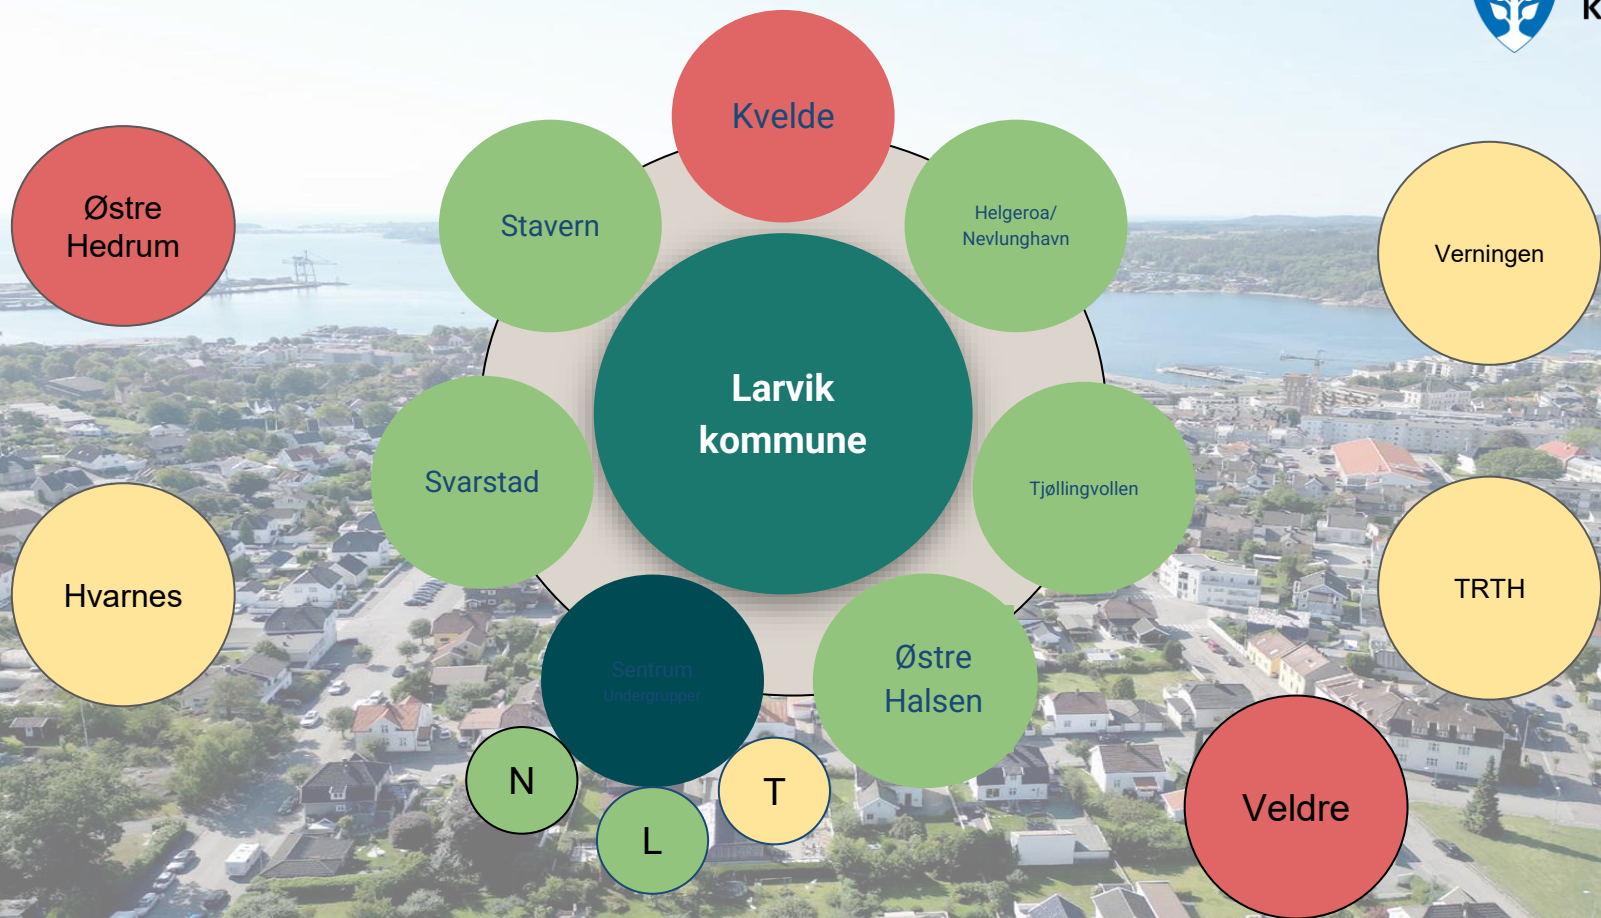 K
Kvelde
Østre
Hedrum
Stavern
Helgeroa/
Nevlunghavn
Verningen
Larvik
kommune
Svarstad
Tjøllingvollen
Hvarnes
TRTH
Sentrum
Undergrupper
Østre
Halsen
N
L
T
Veldre